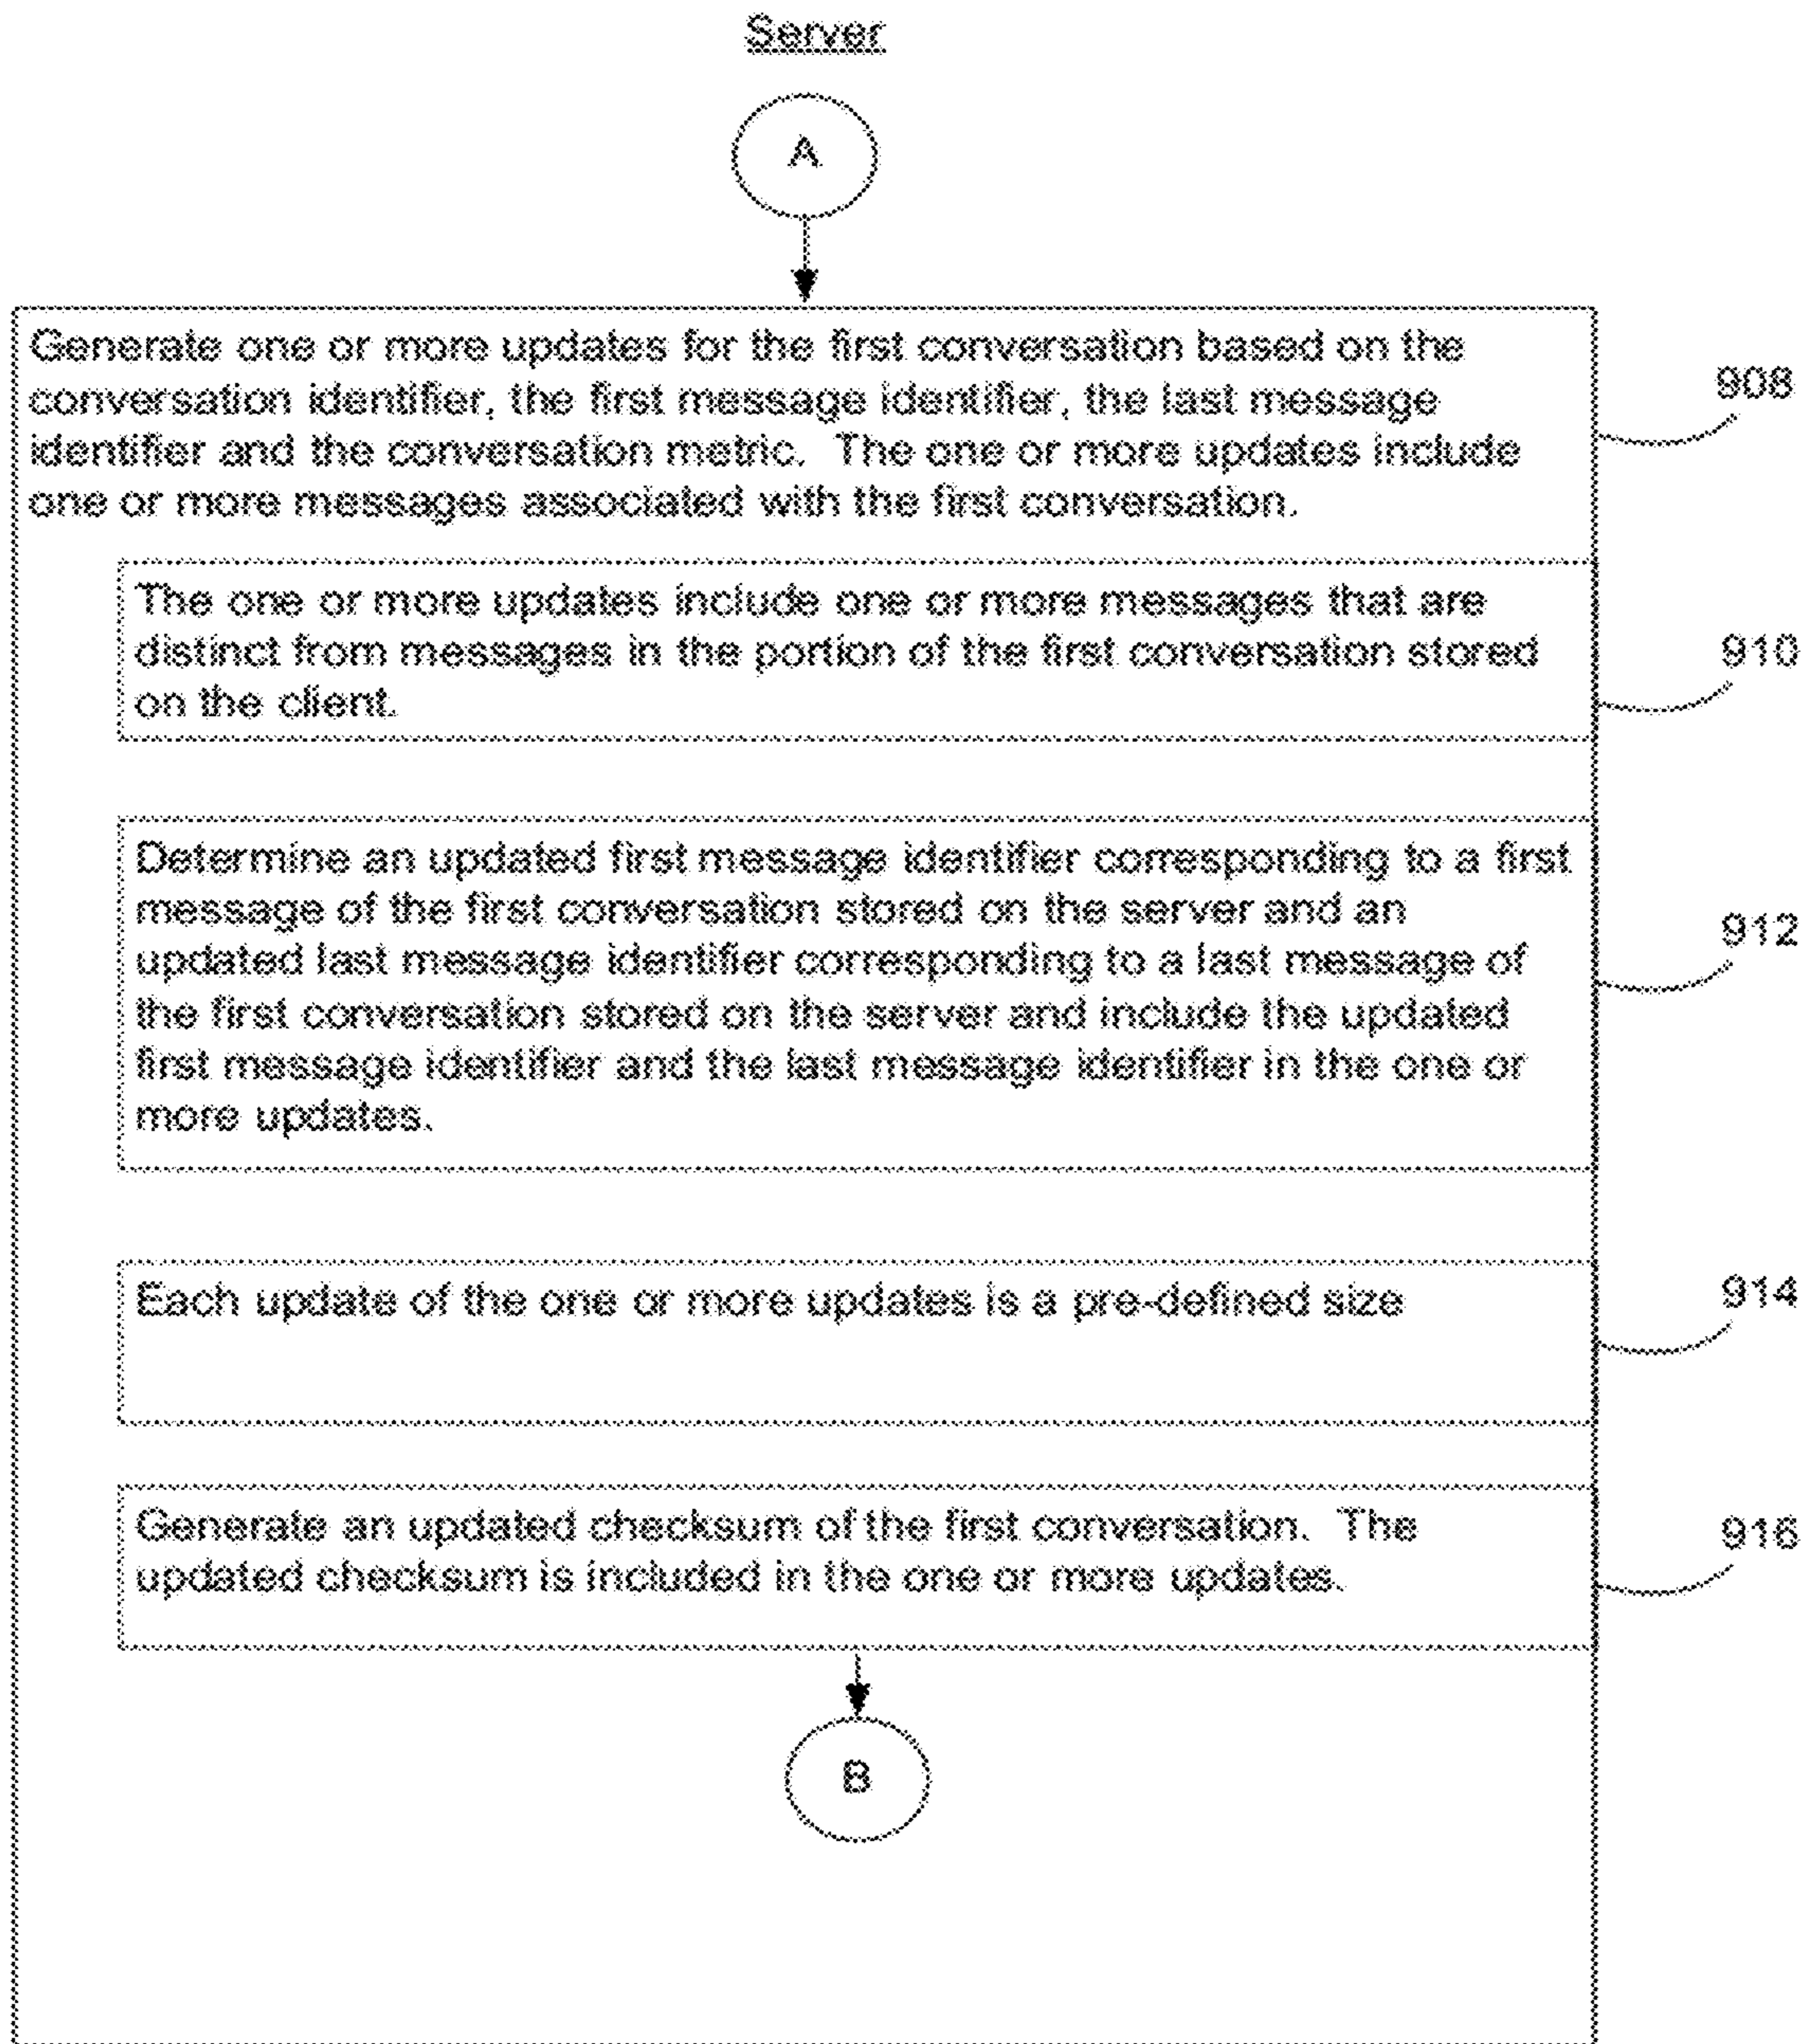 Server
A
Generate one or more updates for the first conversation based on the
conversation identifier, the first message identifier, the last message
identifier and the conversation metric. The one or more updates include
one or more messages associated with the first conversation.
908
The one or more updates include one or more messages that are
distinct from messages in the portion of the first conversation stored
on the client.
910
Determine an updated first message identifier corresponding to a first
message of the first conversation stored on the server and an
updated last message identifier corresponding to a last message of
the first conversation stored on the server and include the updated
first message identifier and the last message identifier in the one or
more updates.
912
Each update of the one or more updates is a pre-defined size
914
Generate an updated checksum of the first conversation. The
updated checksum is included in the one or more updates.
916
B